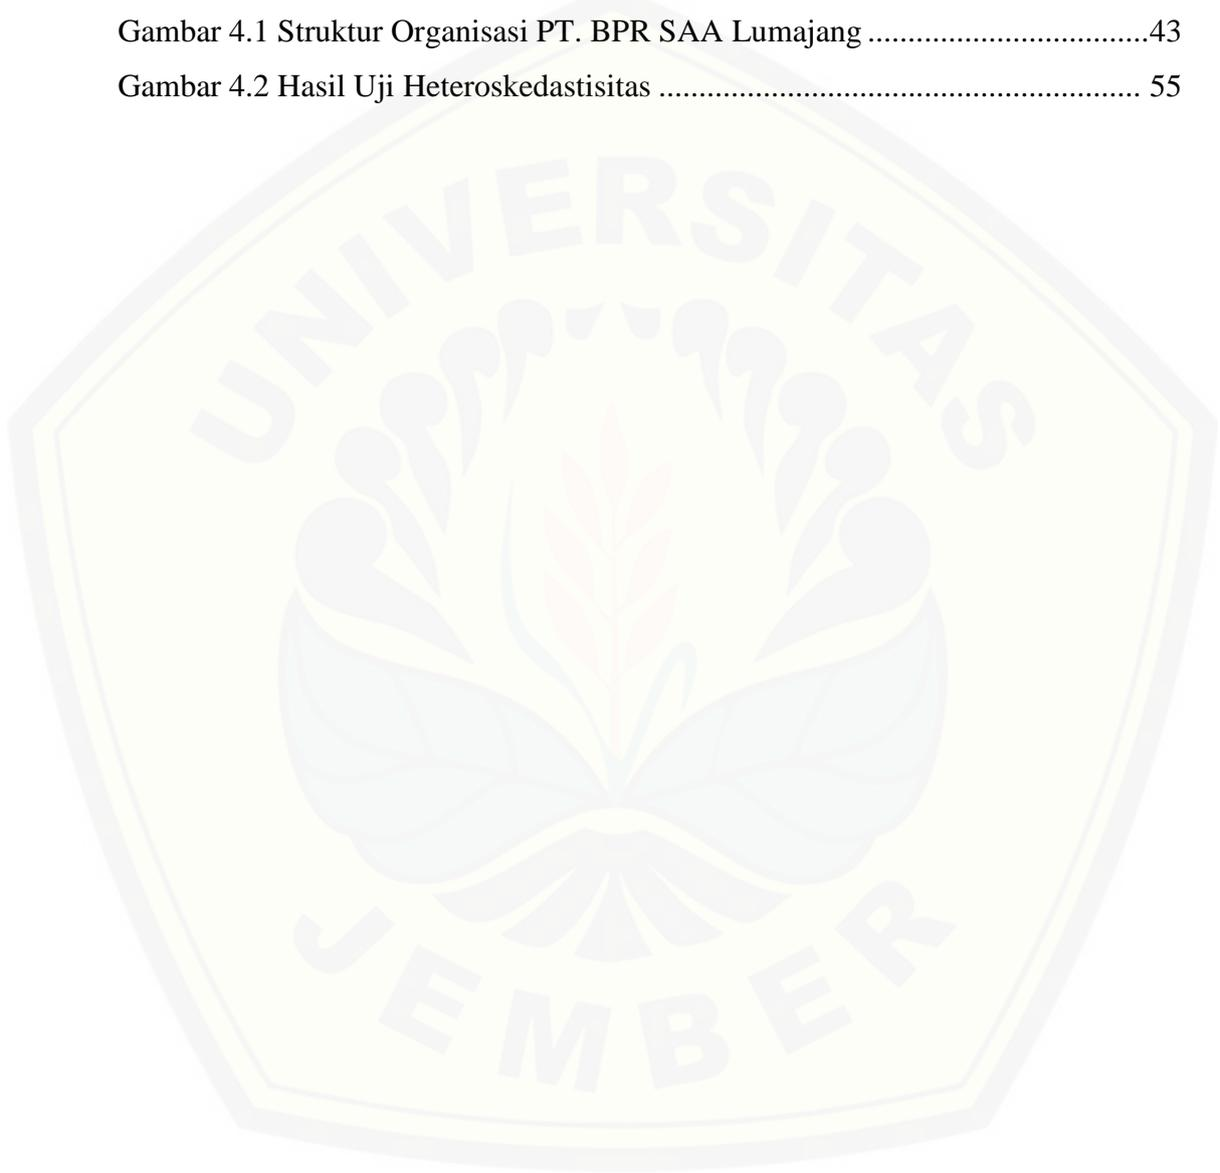 Gambar 4.1 Struktur Organisasi PT. BPR SAA Lumajang ...................................43
Gambar 4.2 Hasil Uji Heteroskedastisitas ............................................................ 55
UNIVERSITAS
JEMBER